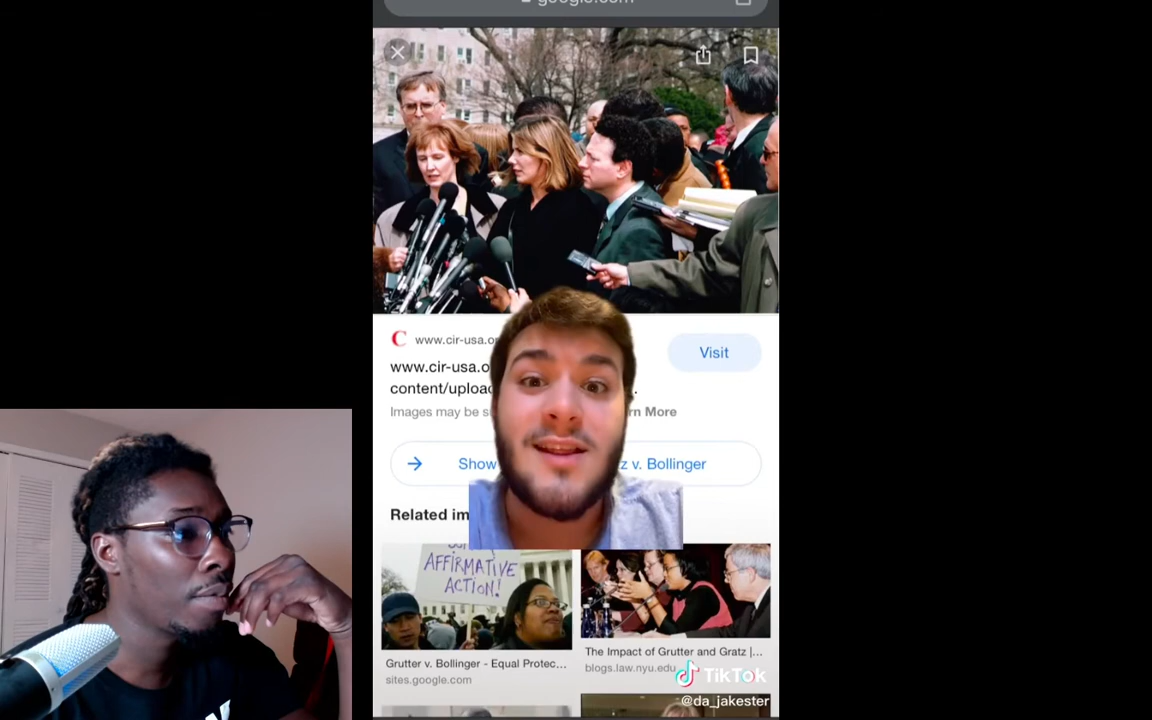 google.com
C www.cir-usa.o
www.cir-usa.o
content/upload
Visit
Images may be
rn More
Show
z v. Bollinger
Related im
AFFIRMATIVE
ACTION!
Grutter v. Bollinger - Equal Protec...
sites.google.com
The Impact of Grutter and Gratz |...
blogs.law.nyu.edu
TikTok
@da_jakester